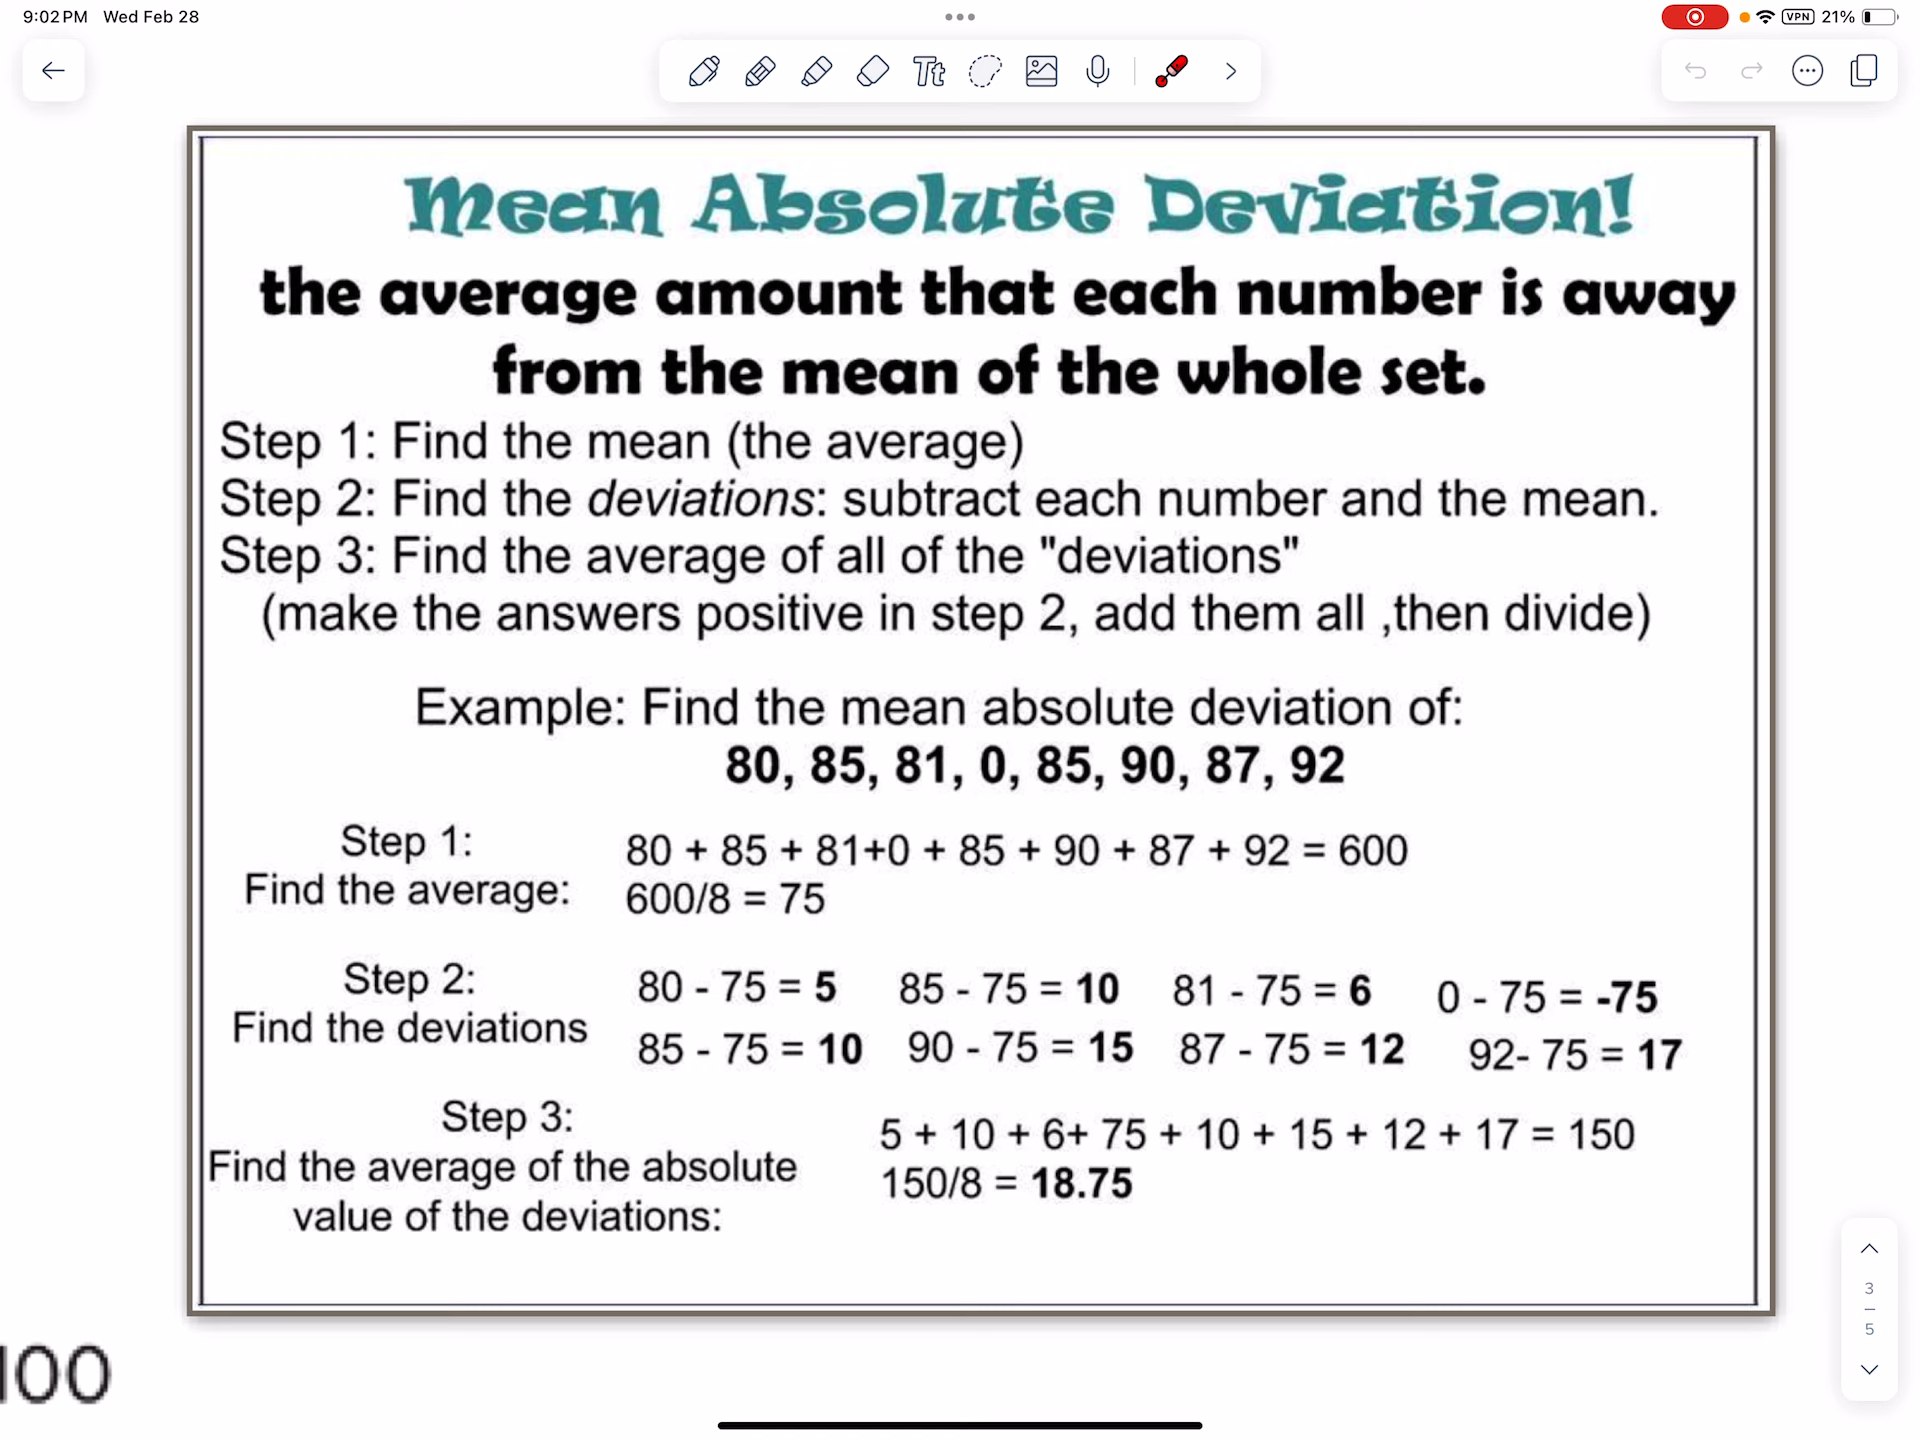 9:02 PM Wed Feb 28
VPN 21%
Tt
Mean Absolute Deviation!
the average amount that each number is away
from the mean of the whole set.
Step 1: Find the mean (the average)
Step 2: Find the deviations: subtract each number and the mean.
Step 3: Find the average of all of the "deviations"
(make the answers positive in step 2, add them all ,then divide)
Example: Find the mean absolute deviation of:
80, 85, 81, 0, 85, 90, 87, 92
Step 1:
Find the average:
80 + 85 + 81+0 + 85 + 90 + 87 + 92 = 600
600/8 = 75
Step 2:
Find the deviations
80 - 75 = 5 85 - 75 = 10 81 - 75 = 6 0 - 75 = -75
85 - 75 = 10 90 - 75 = 15 87 - 75 = 12 92- 75 = 17
Step 3:
Find the average of the absolute
value of the deviations:
5 + 10 + 6+ 75 + 10 + 15 + 12 + 17 = 150
150/8 = 18.75
3
5
100